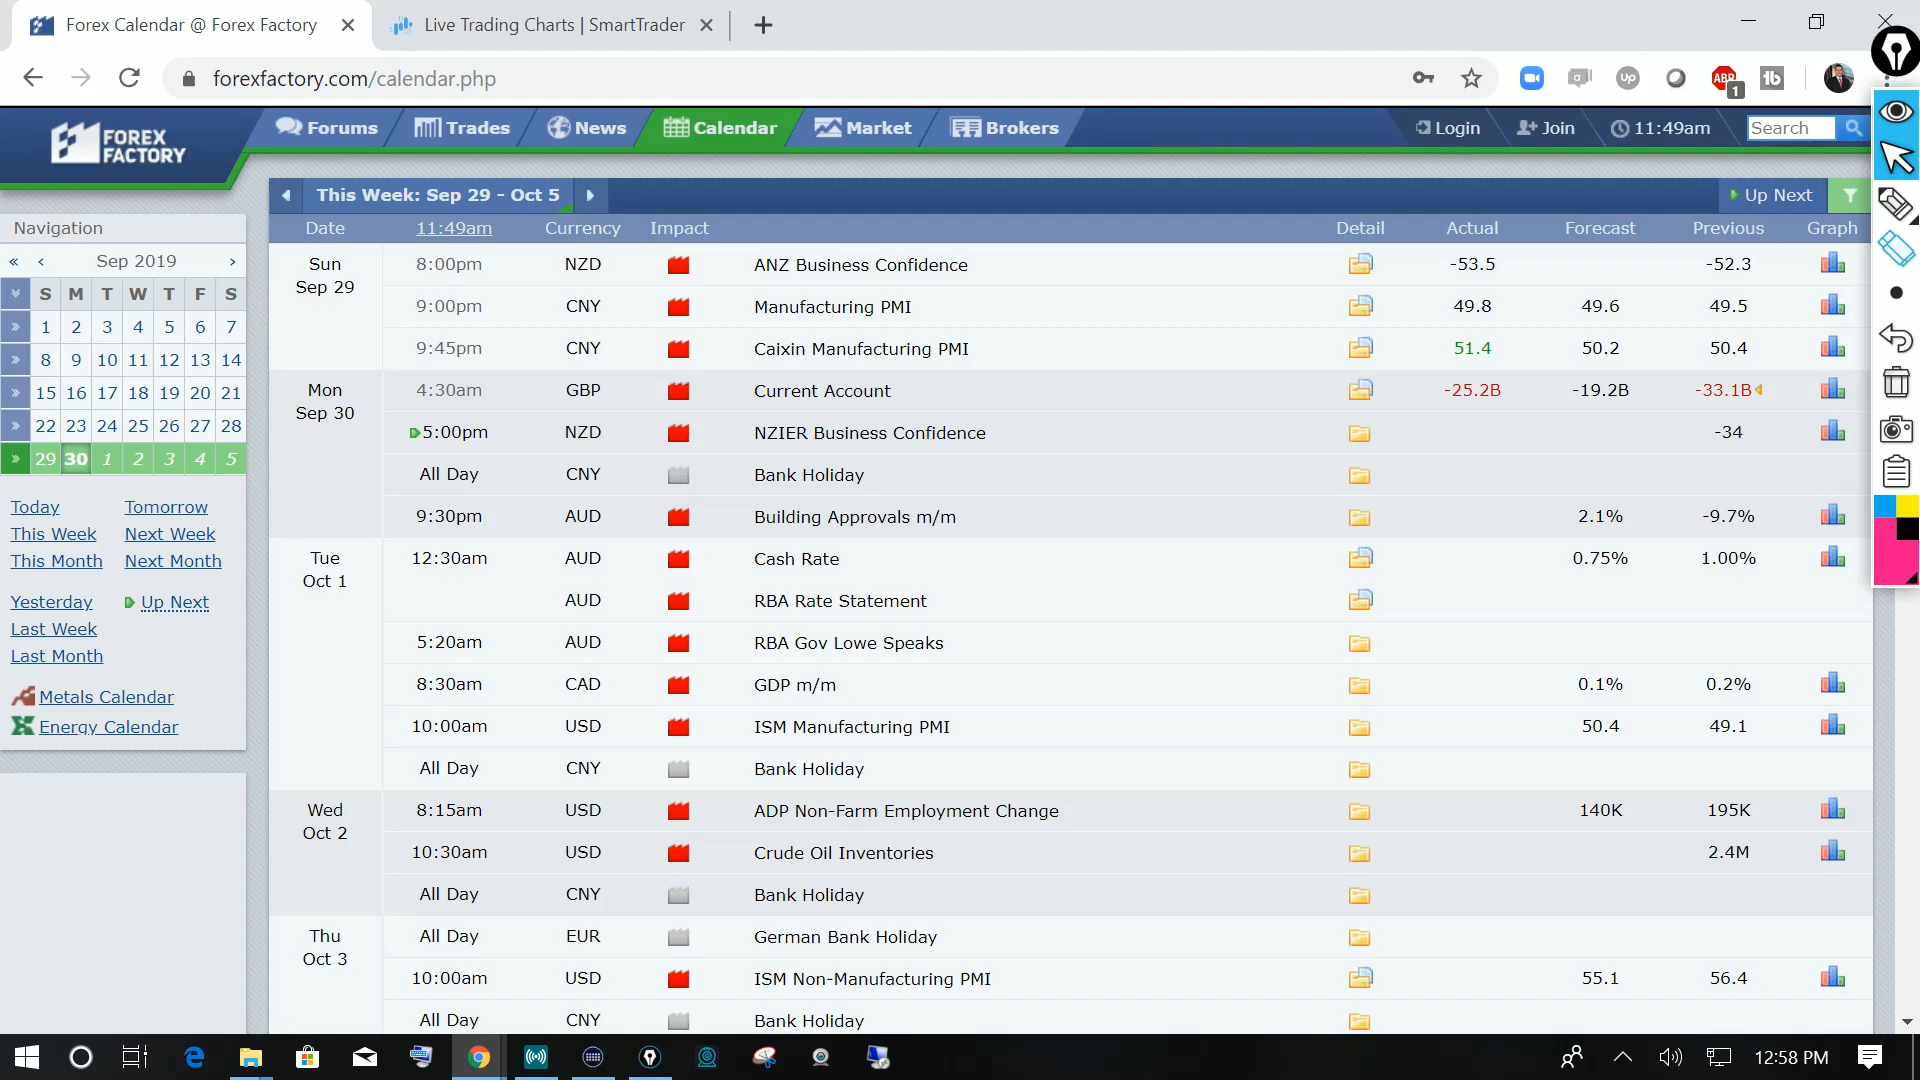 Forex Calendar @ Forex Factory
Live Trading Charts | SmartTrader
forexfactory.com/calendar.php
a
Up
ABP
1
tb
FOREX FACTORY
Forums Trades News Calendar Market Brokers
Login Join 11:49am Search
This Week: Sep 29 - Oct 5 Up Next
Date 11:49am Currency Impact Detail Actual Forecast Previous Graph
Sun Sep 29 8:00pm NZD ANZ Business Confidence -53.5 -52.3
9:00pm CNY Manufacturing PMI 49.8 49.6 49.5
9:45pm CNY Caixin Manufacturing PMI 51.4 50.2 50.4
Mon Sep 30 4:30am GBP Current Account -25.2B -19.2B -33.1B
5:00pm NZD NZIER Business Confidence -34
All Day CNY Bank Holiday
9:30pm AUD Building Approvals m/m 2.1% -9.7%
Tue Oct 1 12:30am AUD Cash Rate 0.75% 1.00%
AUD RBA Rate Statement
5:20am AUD RBA Gov Lowe Speaks
8:30am CAD GDP m/m 0.1% 0.2%
10:00am USD ISM Manufacturing PMI 50.4 49.1
All Day CNY Bank Holiday
Wed Oct 2 8:15am USD ADP Non-Farm Employment Change 140K 195K
10:30am USD Crude Oil Inventories 2.4M
All Day CNY Bank Holiday
Thu Oct 3 All Day EUR German Bank Holiday
10:00am USD ISM Non-Manufacturing PMI 55.1 56.4
All Day CNY Bank Holiday
Navigation
« ‹ Sep 2019 ›
S M T W T F S
» 1 2 3 4 5 6 7
» 8 9 10 11 12 13 14
» 15 16 17 18 19 20 21
» 22 23 24 25 26 27 28
» 29 30 1 2 3 4 5
Today Tomorrow
This Week Next Week
This Month Next Month
Yesterday Up Next
Last Week
Last Month
Metals Calendar
Energy Calendar
12:58 PM